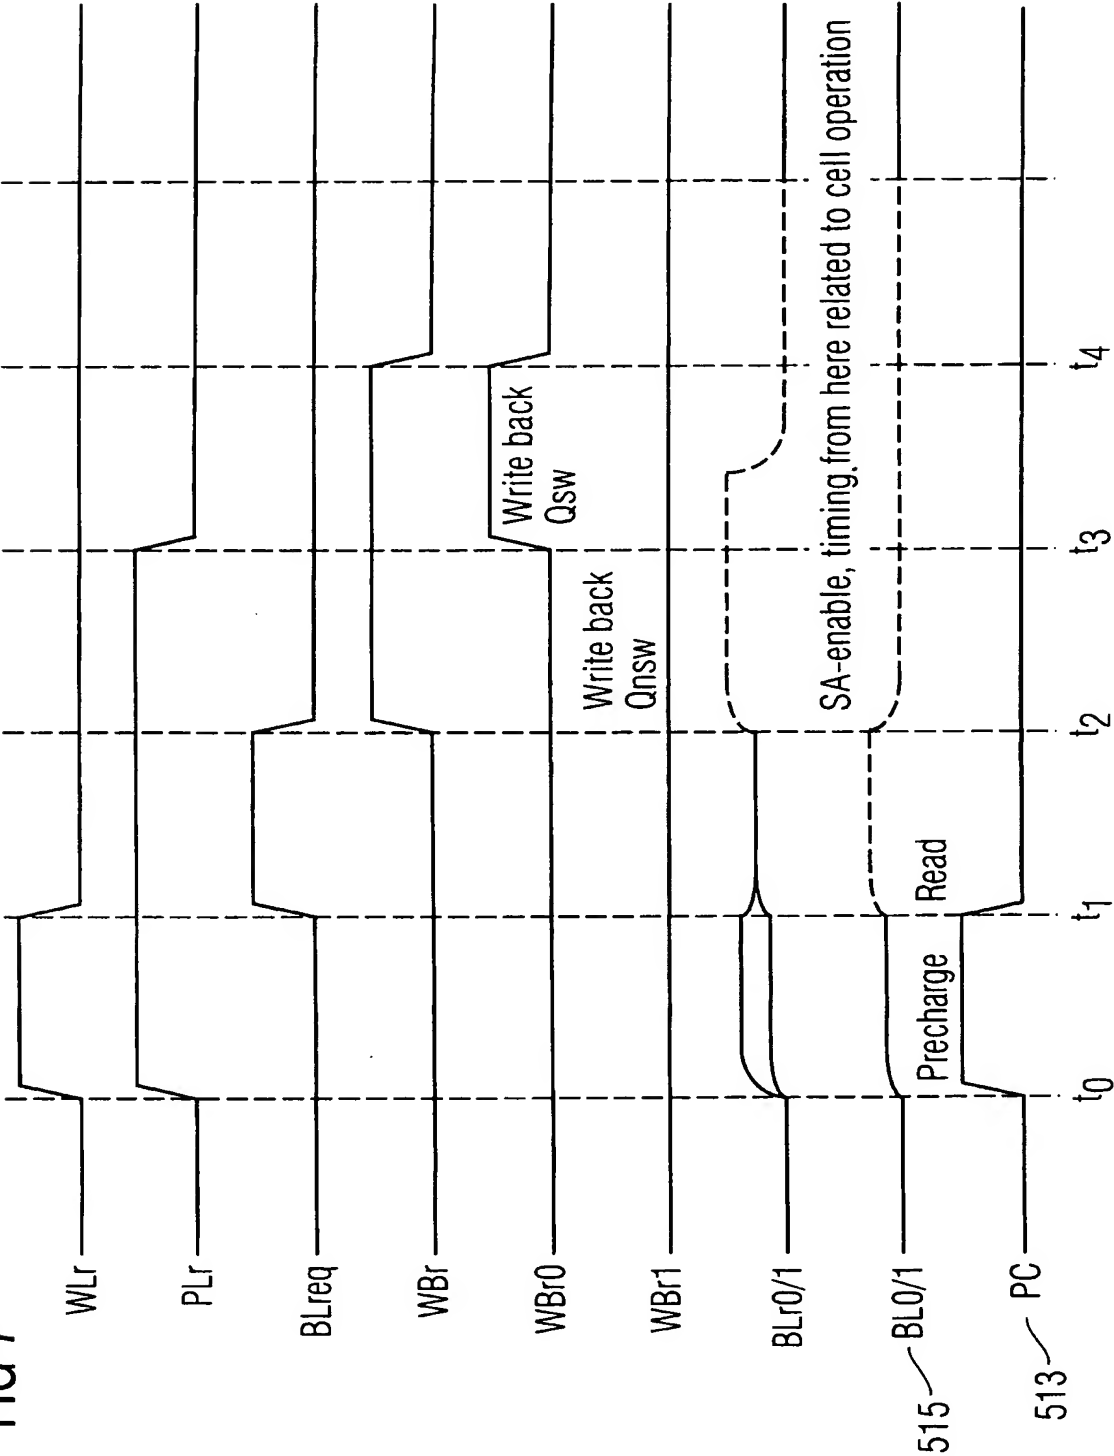 WLr
PLr
BLreq
WBr
WBr0
WBr1
BLr0/1
515 BL0/1
513 PC
Write back
Qsw
Write back
Qnsw
SA-enable, timing from here related to cell operation
Precharge
Read
t0
t1
t2
t3
t4